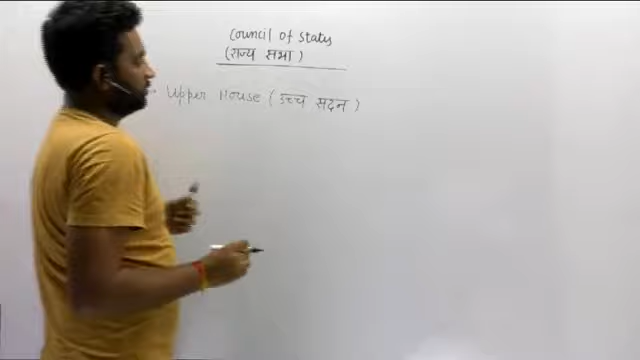 Council of States
(राज्य सभा)
Upper House (उच्च सदन)